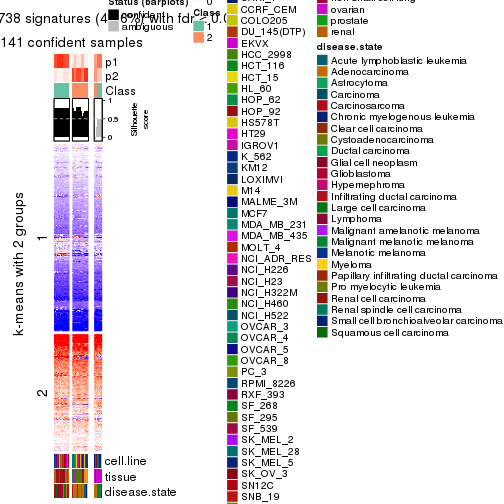 Status (barplots)
confident
ambiguous
0
Class
1
2
738 signatures (4
%) with fdr < 0.0
141 confident samples
p1
p2
Class
1
0.5
0
Silhouette
score
k-means with 2 groups
1
2
cell.line
tissue
disease.state
CCRF_CEM
COLO205
DU_145(DTP)
EKVX
HCC_2998
HCT_116
HCT_15
HL_60
HOP_62
HOP_92
HS578T
HT29
IGROV1
K_562
KM12
LOXIMVI
M14
MALME_3M
MCF7
MDA_MB_231
MDA_MB_435
MOLT_4
NCI_ADR_RES
NCI_H226
NCI_H23
NCI_H322M
NCI_H460
NCI_H522
OVCAR_3
OVCAR_4
OVCAR_5
OVCAR_8
PC_3
RPMI_8226
RXF_393
SF_268
SF_295
SF_539
SK_MEL_2
SK_MEL_28
SK_MEL_5
SK_OV_3
SN12C
SNB_19
ovarian
prostate
renal
disease.state
Acute lymphoblastic leukemia
Adenocarcinoma
Astrocytoma
Carcinoma
Carcinosarcoma
Chronic myelogenous leukemia
Clear cell carcinoma
Cystoadenocarcinoma
Ductal carcinoma
Glial cell neoplasm
Glioblastoma
Hypernephroma
Infiltrating ductal carcinoma
Large cell carcinoma
Lymphoma
Malignant amelanotic melanoma
Malignant melanotic melanoma
Melanotic melanoma
Myeloma
Papillary infiltrating ductal carcinoma
Pro myelocytic leukemia
Renal cell carcinoma
Renal spindle cell carcinoma
Small cell bronchioalveolar carcinoma
Squamous cell carcinoma